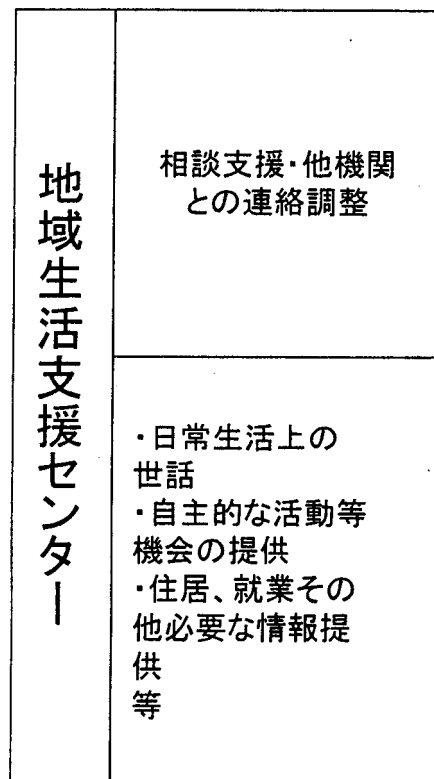 地域生活支援センター
相談支援・他機関
との連絡調整
・日常生活上の
世話
・自主的な活動等
機会の提供
・住居、就業その
他必要な情報提
供
等